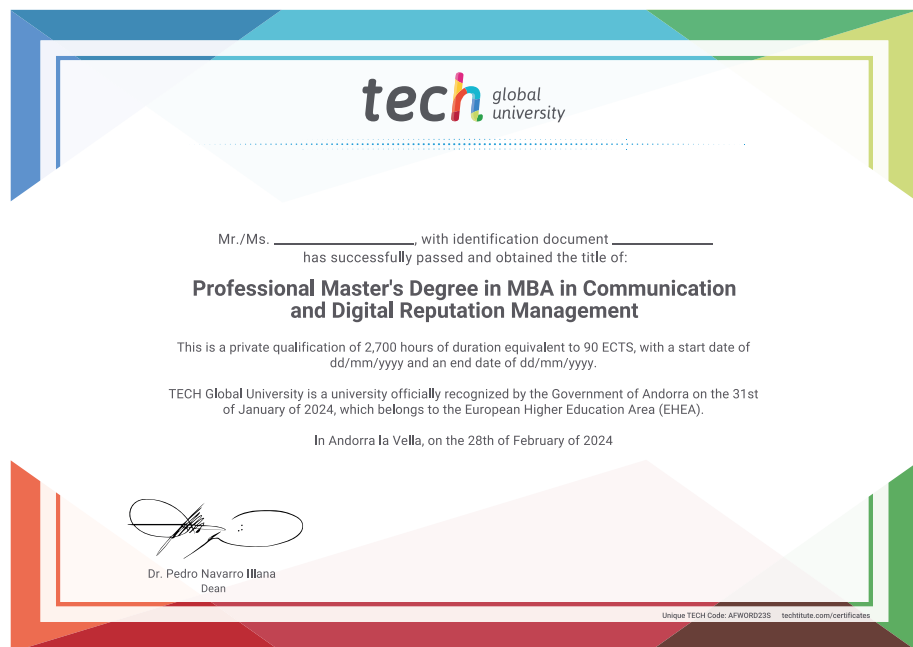 tech global university
Mr./Ms. ____________, with identification document ____________
has successfully passed and obtained the title of:
Professional Master's Degree in MBA in Communication
and Digital Reputation Management
This is a private qualification of 2,700 hours of duration equivalent to 90 ECTS, with a start date of
dd/mm/yyyy and an end date of dd/mm/yyyy.
TECH Global University is a university officially recognized by the Government of Andorra on the 31st
of January of 2024, which belongs to the European Higher Education Area (EHEA).
In Andorra la Vella, on the 28th of February of 2024
Dr. Pedro Navarro Illana
Dean
Unique TECH Code: AFWORD23S techtitute.com/certificates